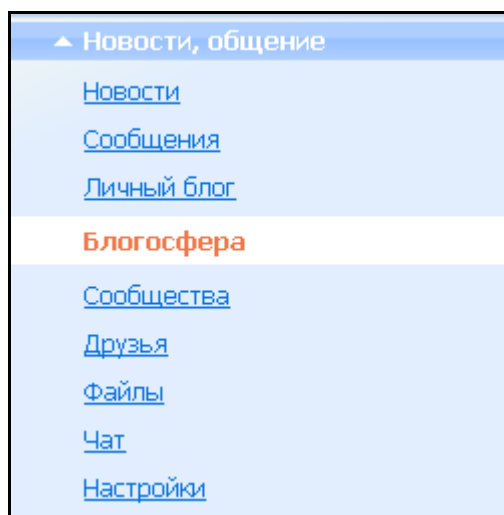 Новости, общение
Новости
Сообщения
Личный блог
Блогосфера
Сообщества
Друзья
Файлы
Чат
Настройки